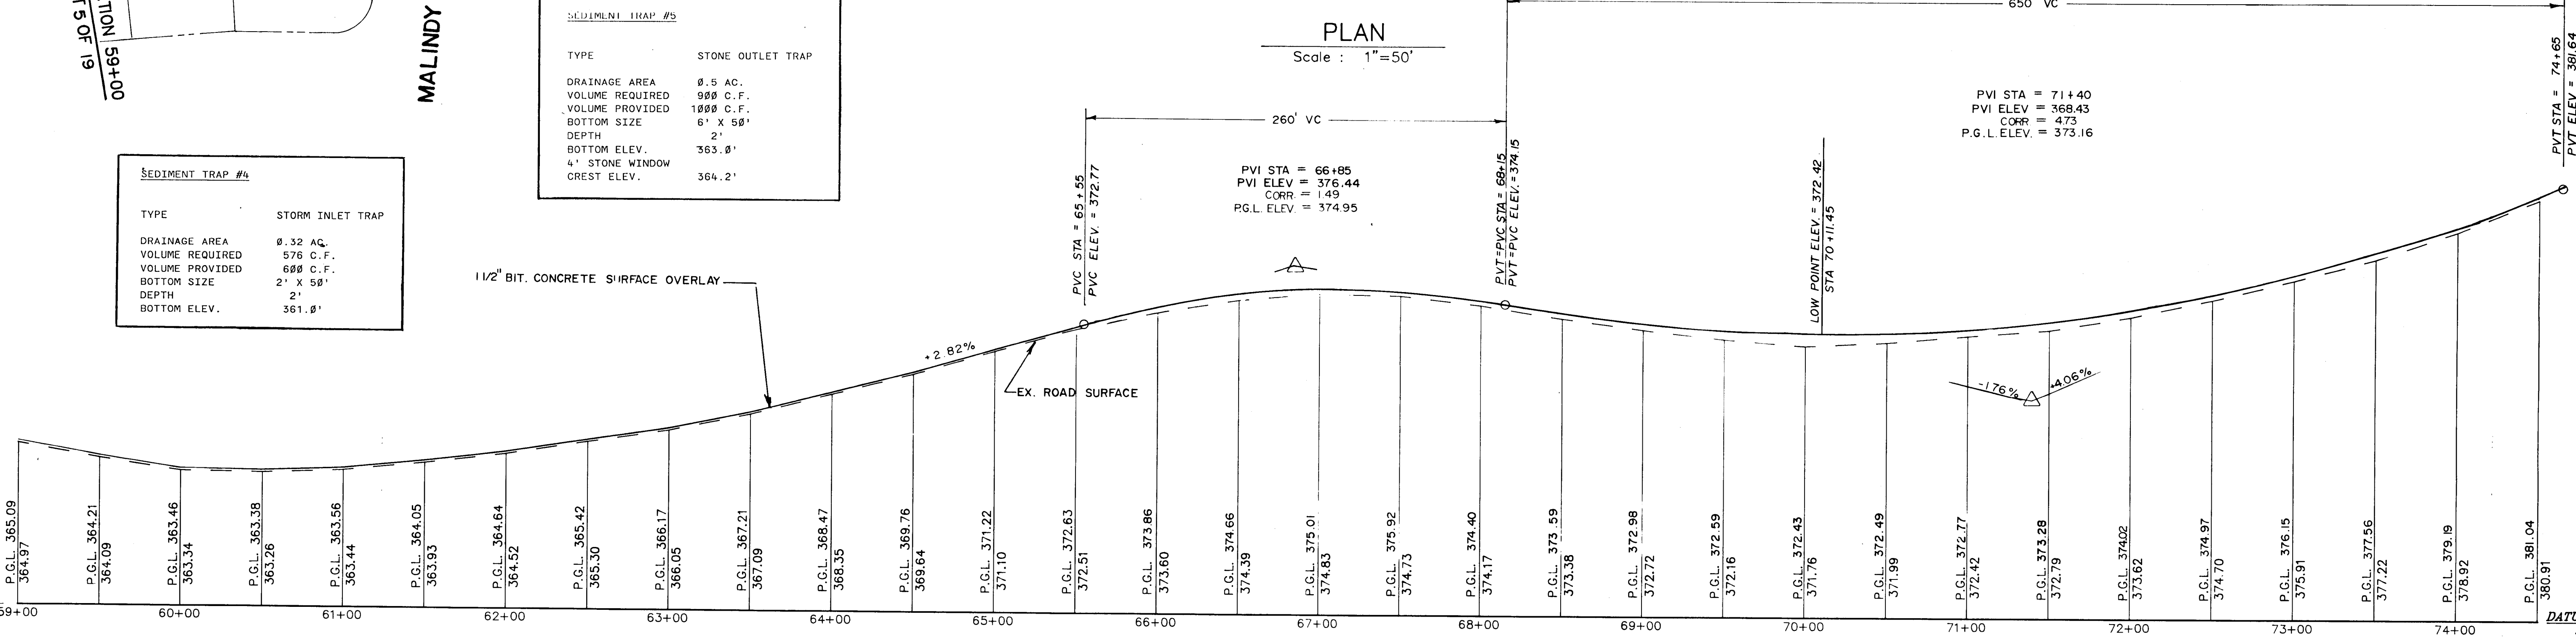 TION 59+00
T 5 OF 19
MALINDY
SEDIMENT TRAP #5
TYPE STONE OUTLET TRAP
DRAINAGE AREA Ø.5 AC.
VOLUME REQUIRED 9ØØ C.F.
VOLUME PROVIDED 1ØØØ C.F.
BOTTOM SIZE 6' X 5Ø'
DEPTH 2'
BOTTOM ELEV. 363.Ø'
4' STONE WINDOW
CREST ELEV. 364.2'
SEDIMENT TRAP #4
TYPE STORM INLET TRAP
DRAINAGE AREA Ø.32 AC.
VOLUME REQUIRED 576 C.F.
VOLUME PROVIDED 6ØØ C.F.
BOTTOM SIZE 2' X 5Ø'
DEPTH 2'
BOTTOM ELEV. 361.Ø'
PLAN
Scale : 1"=50'
650' VC
260' VC
PVI STA = 66+85
PVI ELEV = 376.44
CORR. = 1.49
P.G.L. ELEV. = 374.95
PVI STA = 71+40
PVI ELEV = 368.43
CORR = 4.73
P.G.L. ELEV. = 373.16
PVC STA = 65+55
PVC ELEV. = 372.77
PVT=PVC STA = 68+15
PVT=PVC ELEV.=374.15
LOW POINT ELEV. = 372.42
STA 70+11.45
PVT STA = 74+65
PVT ELEV = 381.64
1 1/2" BIT. CONCRETE SURFACE OVERLAY
+2.82%
EX. ROAD SURFACE
-1.76%
+4.06%
P.G.L. 365.09
364.97
P.G.L. 364.21
364.09
P.G.L. 363.46
363.34
P.G.L. 363.38
363.26
P.G.L. 363.56
363.44
P.G.L. 364.05
363.93
P.G.L. 364.64
364.52
P.G.L. 365.42
365.30
P.G.L. 366.17
366.05
P.G.L. 367.21
367.09
P.G.L. 368.47
368.35
P.G.L. 369.76
369.64
P.G.L. 371.22
371.10
P.G.L. 372.63
372.51
P.G.L. 373.86
373.60
P.G.L. 374.66
374.39
P.G.L. 375.01
374.83
P.G.L. 375.92
374.73
P.G.L. 374.40
374.17
P.G.L. 373.59
373.38
P.G.L. 372.98
372.72
P.G.L. 372.59
372.16
P.G.L. 372.43
371.76
P.G.L. 372.49
371.99
P.G.L. 372.77
372.42
P.G.L. 373.28
372.79
P.G.L. 374.02
373.62
P.G.L. 374.97
374.70
P.G.L. 376.15
375.91
P.G.L. 377.56
377.22
P.G.L. 379.19
378.92
P.G.L. 381.04
380.91
59+00 60+00 61+00 62+00 63+00 64+00 65+00 66+00 67+00 68+00 69+00 70+00 71+00 72+00 73+00 74+00 DATU